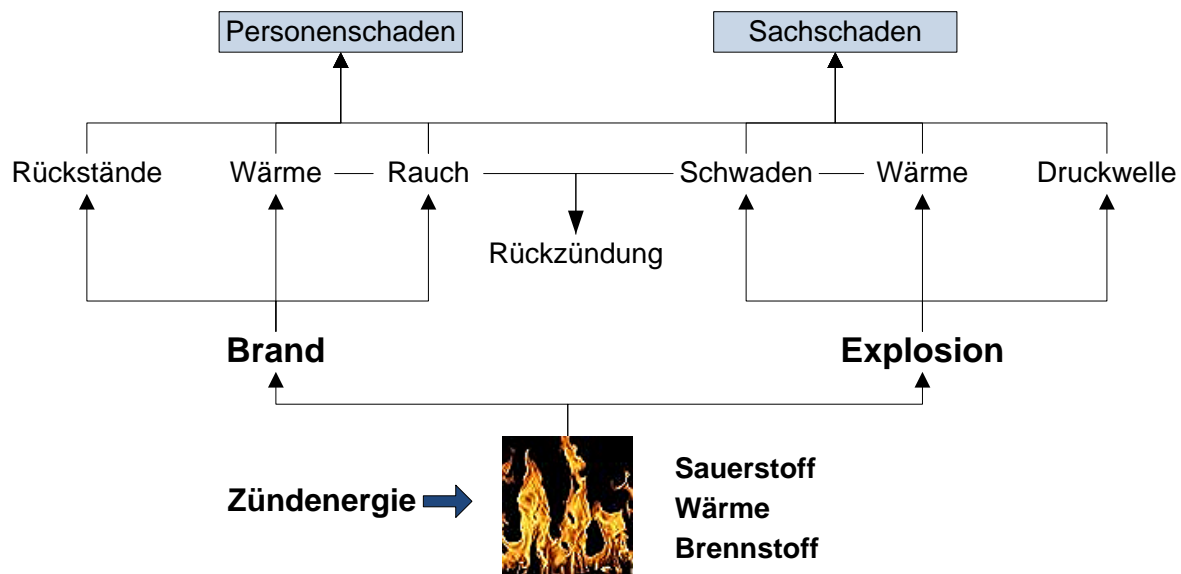 Personenschaden
Sachschaden
Rückstände
Wärme
Rauch
Schwaden
Wärme
Druckwelle
Rückzündung
Brand
Explosion
Zündenergie
Sauerstoff
Wärme
Brennstoff